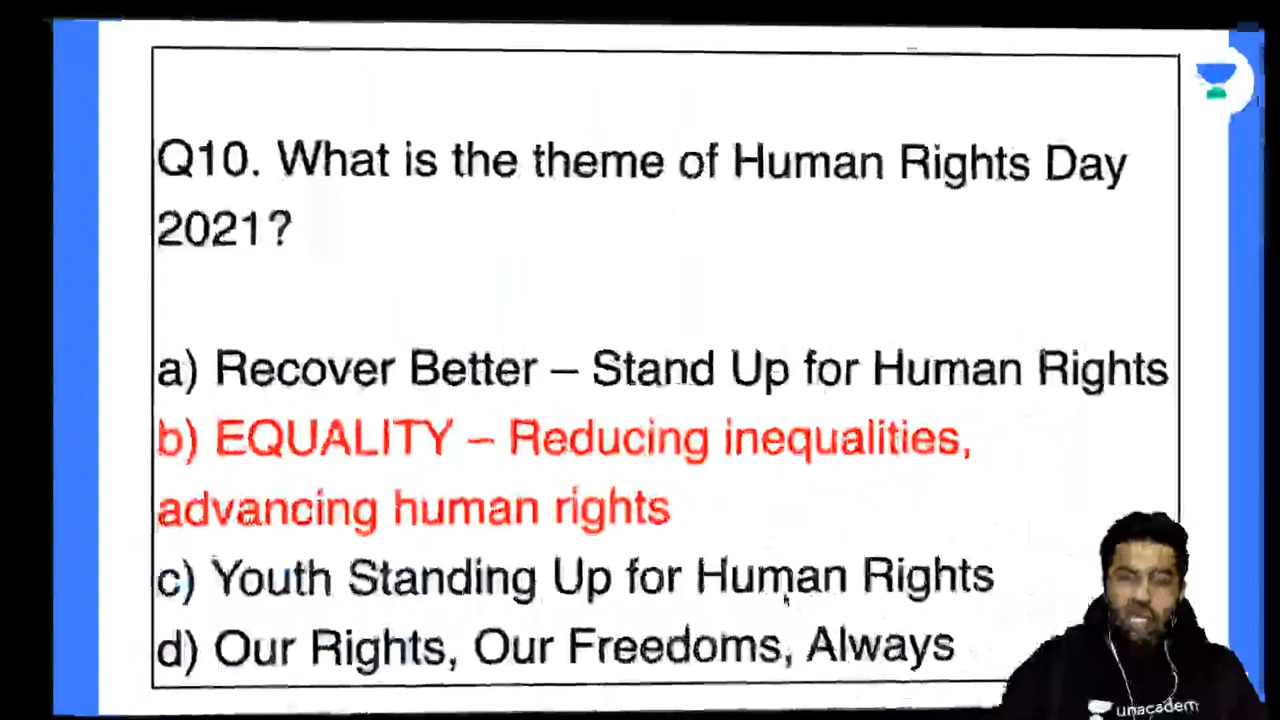 Q10. What is the theme of Human Rights Day
2021?
a) Recover Better – Stand Up for Human Rights
b) EQUALITY – Reducing inequalities,
advancing human rights
c) Youth Standing Up for Human Rights
d) Our Rights, Our Freedoms, Always
unacadem